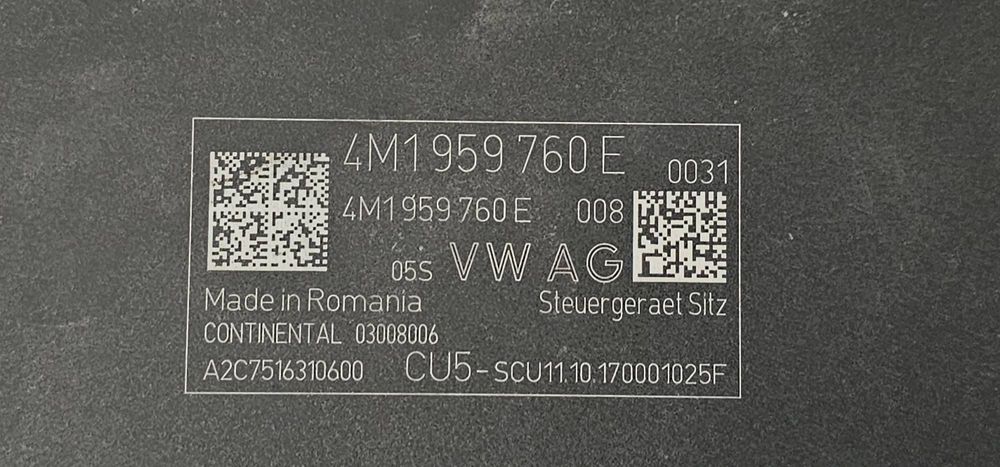 4M1 959 760 E
0031
4M1 959 760 E 008
05S VW AG
Made in Romania Steuergeraet Sitz
CONTINENTAL 03008006
A2C7516310600 CU5-SCU11.10.170001025F